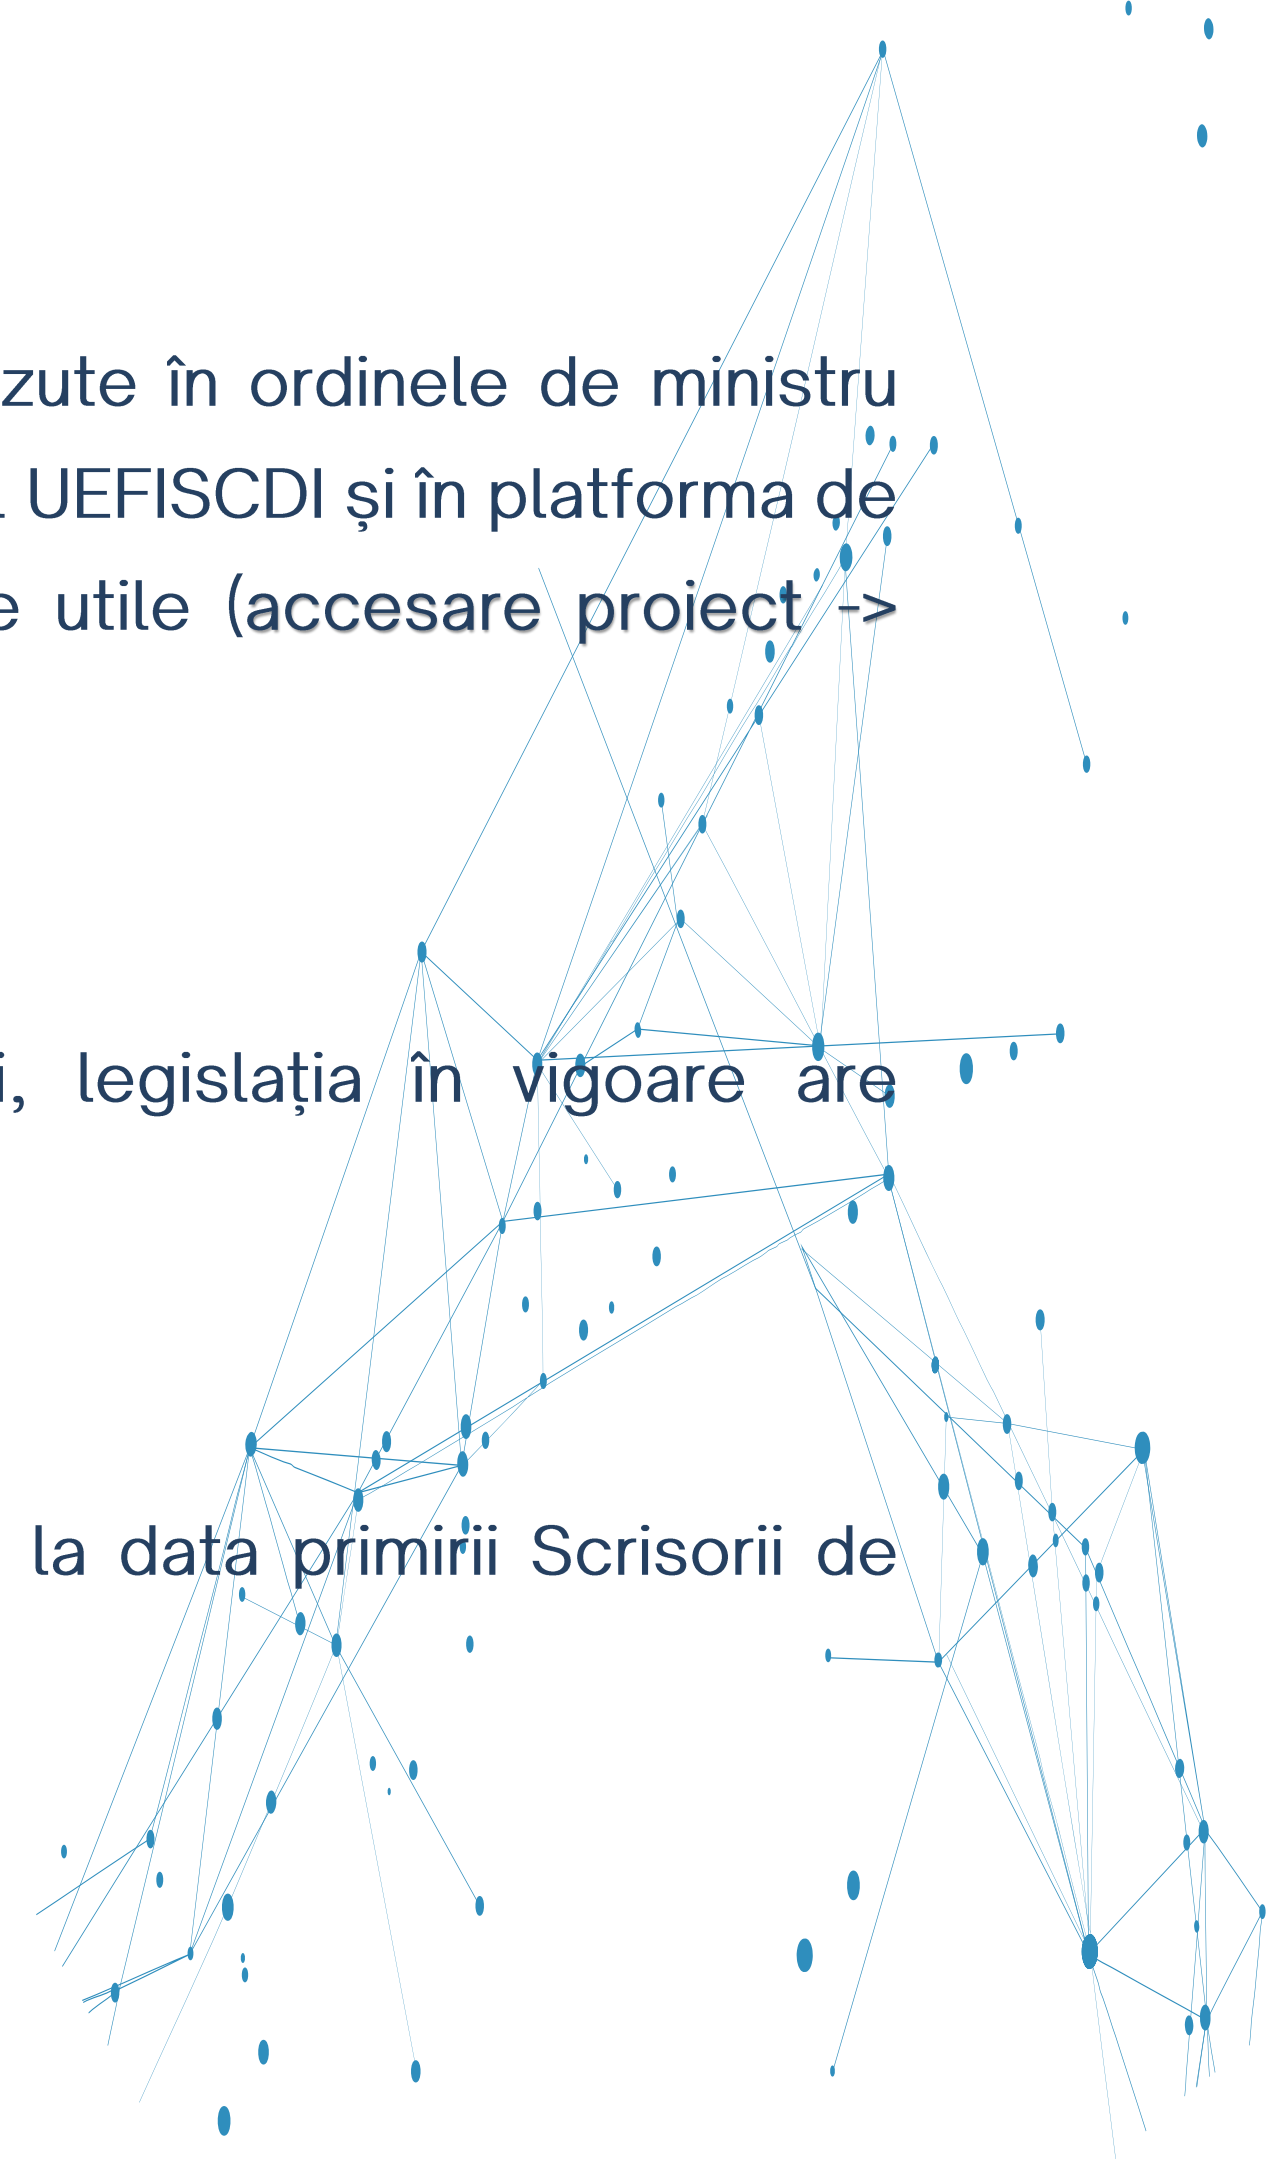 zute în ordinele de ministru
UEFISCDI și în platforma de
e utile (accesare proiect ->
i, legislația în vigoare are
la data primirii Scrisorii de